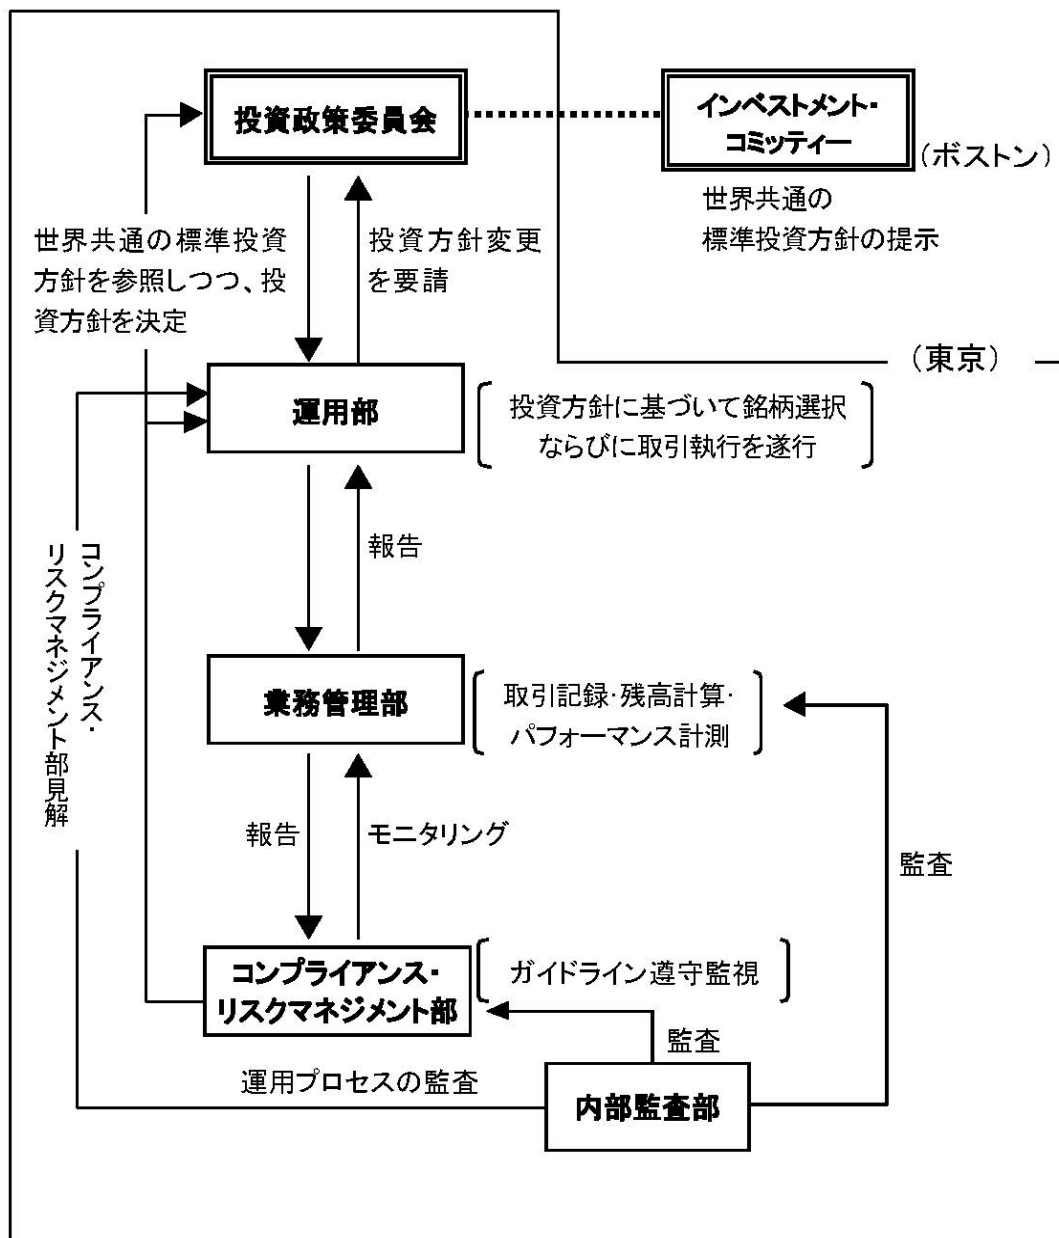 投資政策委員会
インベストメント・
コミッティー
(ボストン)
世界共通の
標準投資方針の提示
世界共通の標準投資
方針を参照しつつ、投
資方針を決定
投資方針変更
を要請
(東京)
運用部
投資方針に基づいて銘柄選択
ならびに取引執行を遂行
報告
コンプライアンス・
リスクマネジメント部見解
業務管理部
取引記録・残高計算・
パフォーマンス計測
報告
モニタリング
監査
コンプライアンス・
リスクマネジメント部
ガイドライン遵守監視
監査
運用プロセスの監査
内部監査部